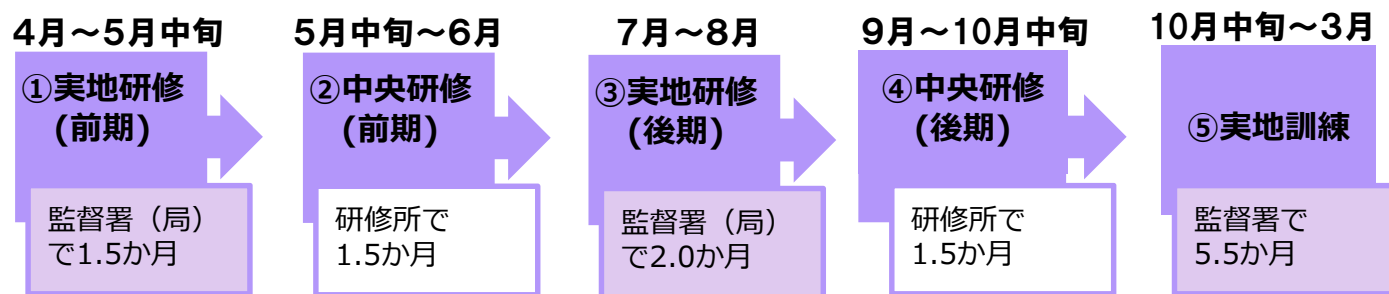 4月～5月中旬
①実地研修
(前期)
監督署（局）
で1.5か月
5月中旬～6月
②中央研修
(前期)
研修所で
1.5か月
7月～8月
③実地研修
(後期)
監督署（局）
で2.0か月
9月～10月中旬
④中央研修
(後期)
研修所で
1.5か月
10月中旬～3月
⑤実地訓練
監督署で
5.5か月